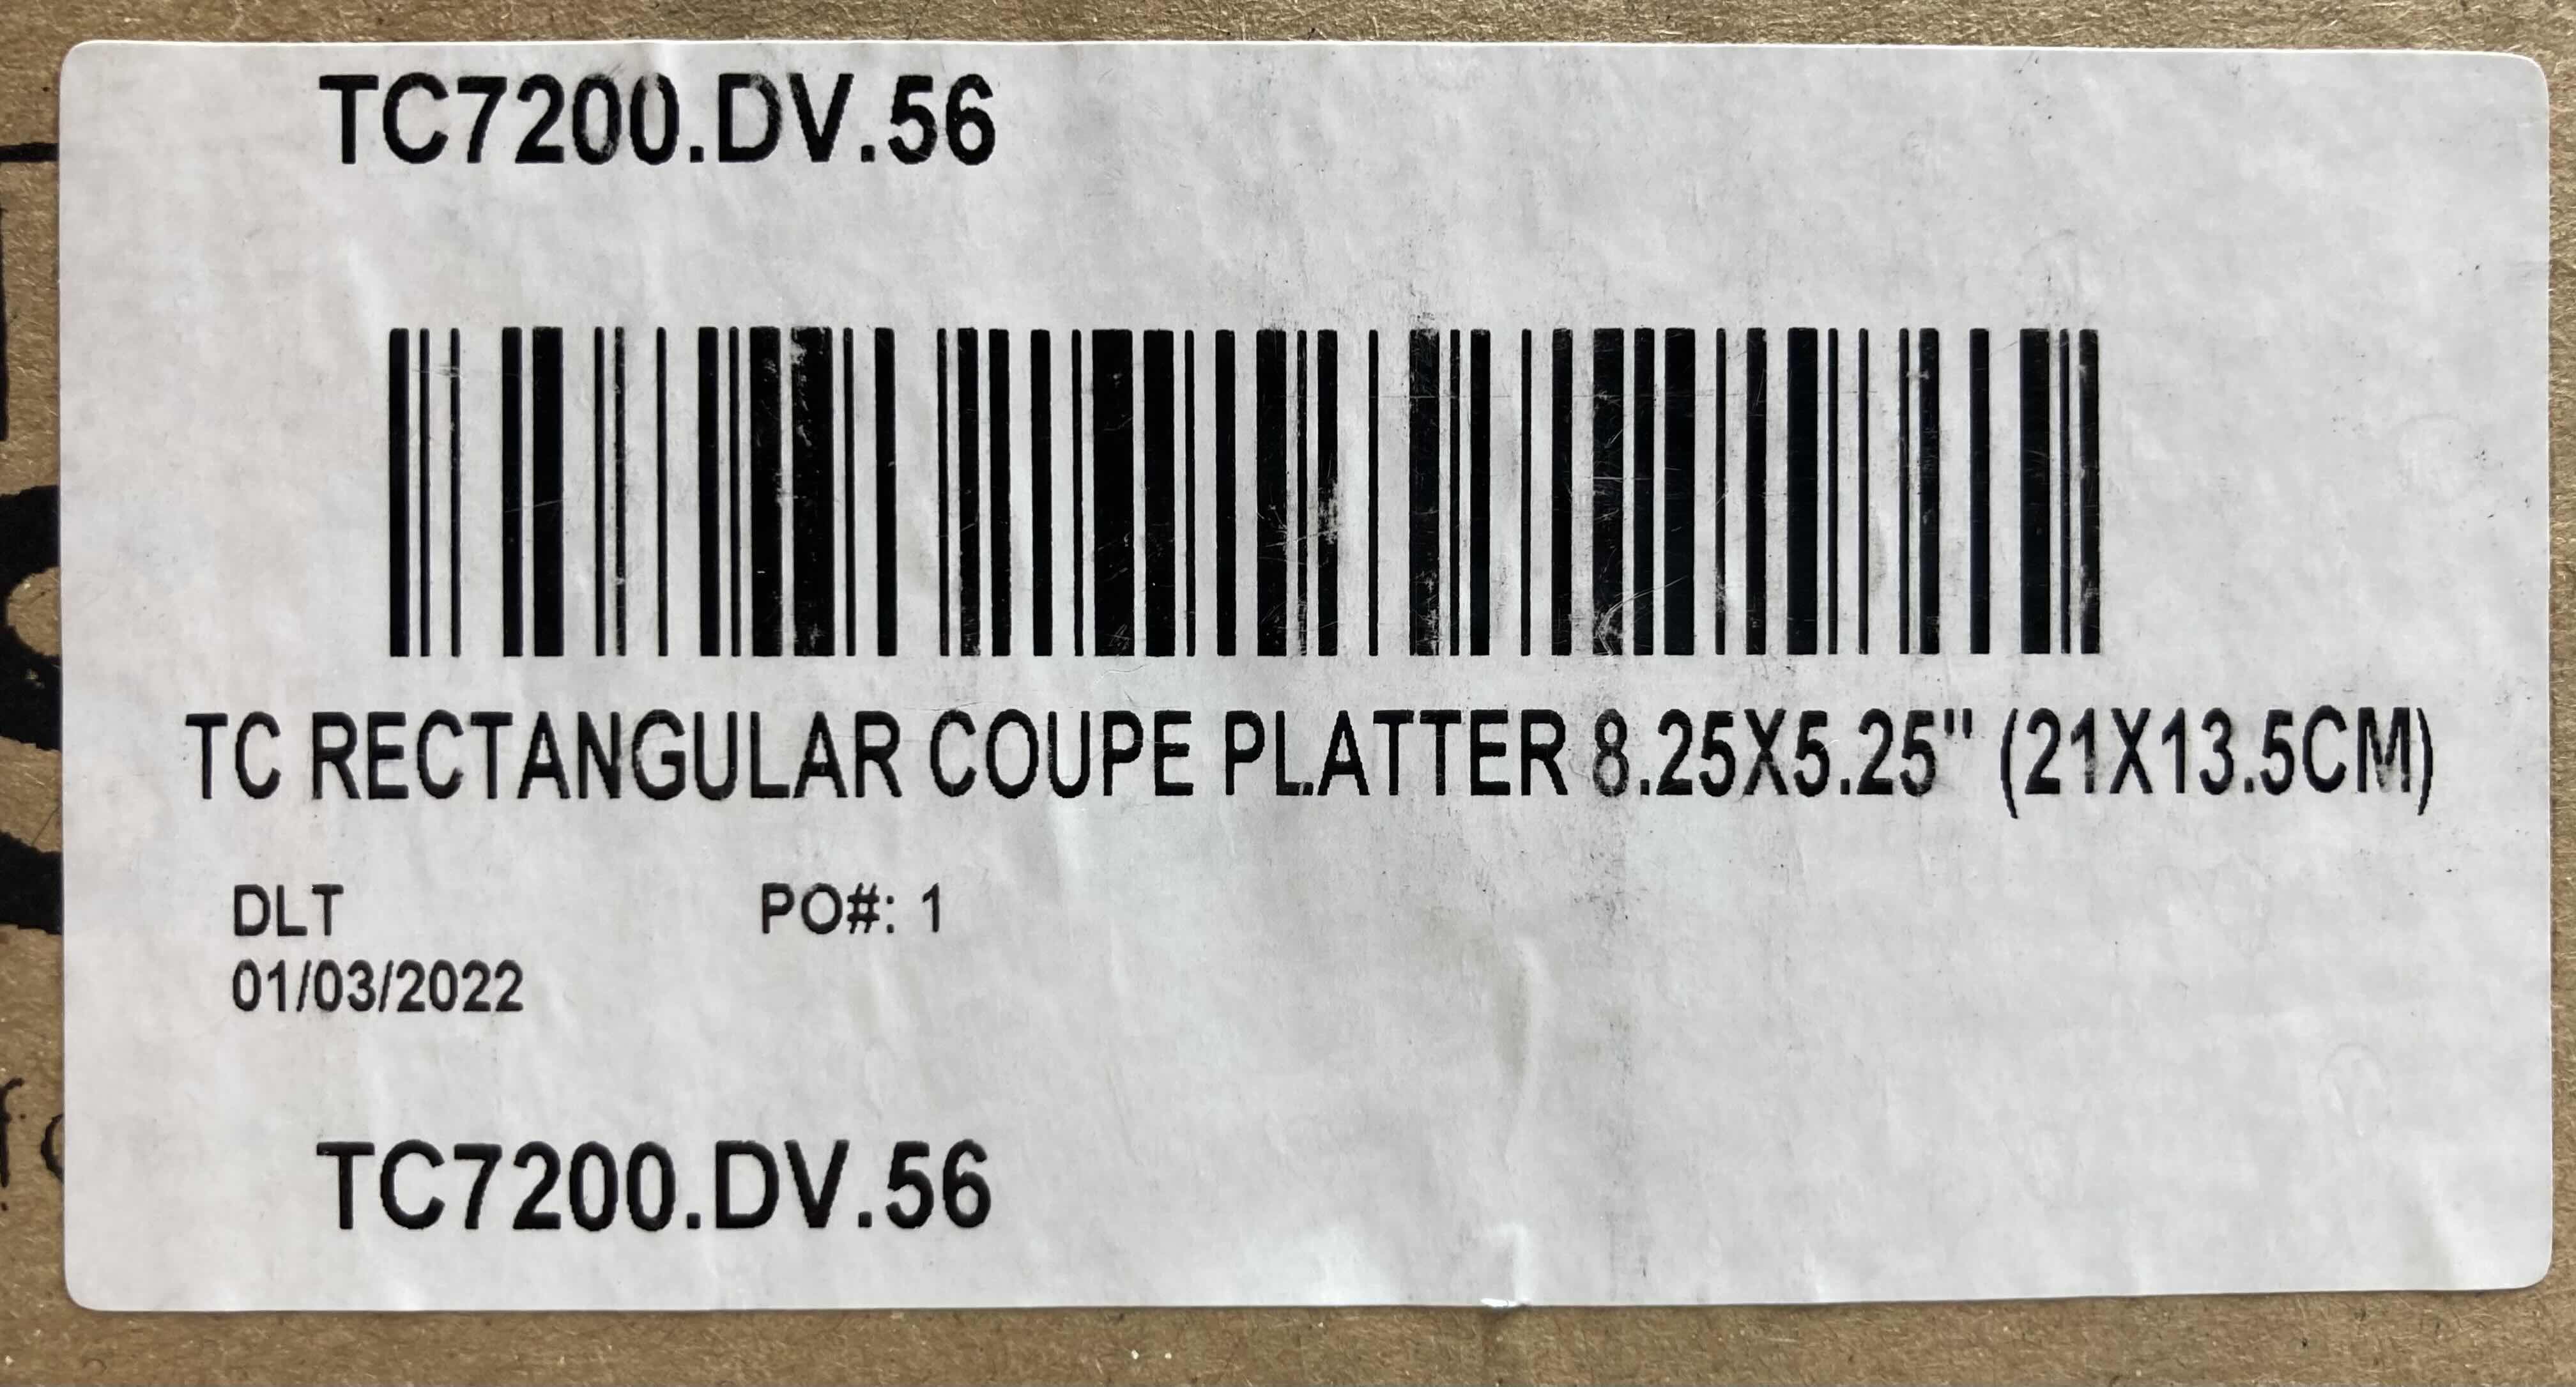 TC7200.DV.56
TC RECTANGULAR COUPE PLATTER 8.25X5.25" (21X13.5CM)
DLT PO#: 1
01/03/2022
TC7200.DV.56